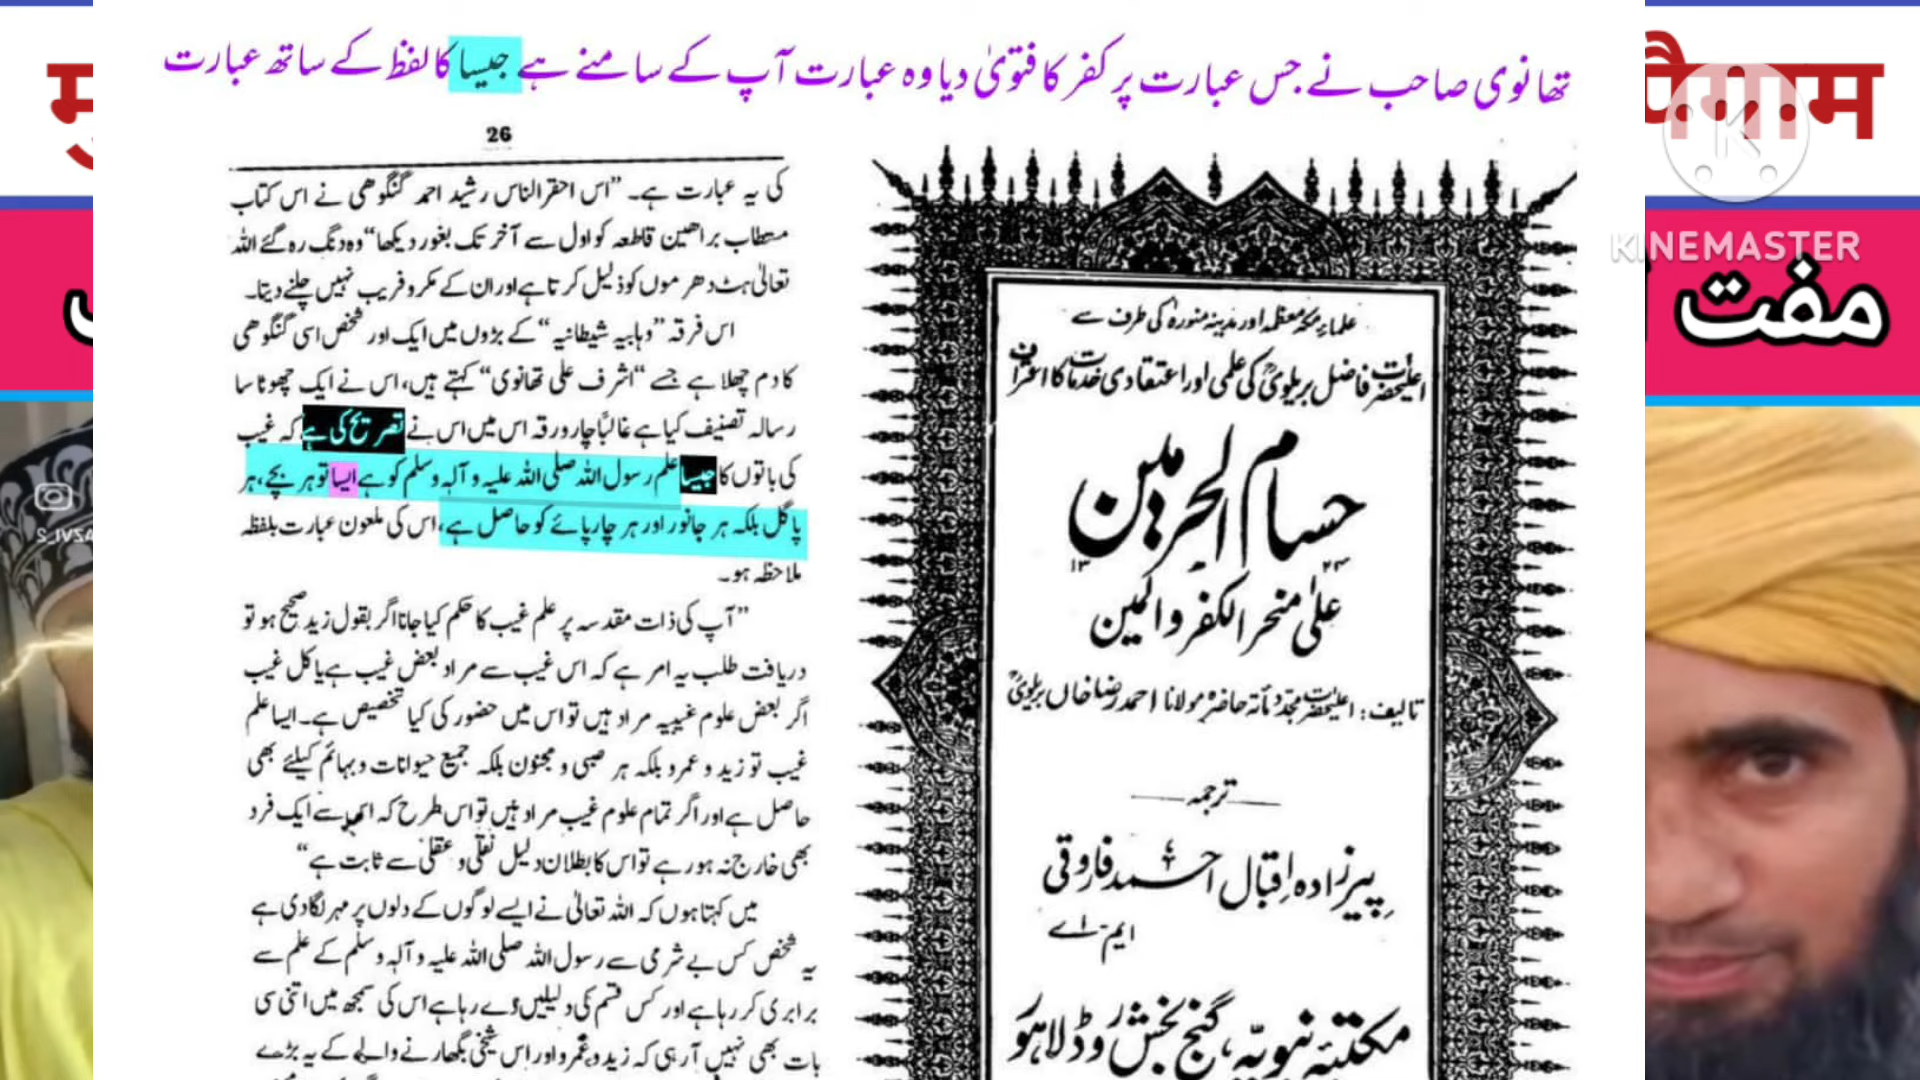 تھانوی صاحب نے جس عبارت پر کفر کا فتویٰ دیا وہ عبارت آپ کے سامنے ہے جیسا کا لفظ کے ساتھ عبارت
26
کی یہ عبارت ہے۔ ”اس احقر الناس رشید احمد گنگوھی نے اس کتاب
مستطاب براھین قاطعہ کو اول سے آخر تک بغور دیکھا“ وہ دنگ رہ گئے اللہ
تعالیٰ ہٹ دھرموں کو ذلیل کرتا ہے اور ان کے مکر و فریب نہیں چلنے دیتا۔
اس فرقہ ”وہابیہ شیطانیہ“ کے بڑوں میں ایک اور شخص اسی گنگوھی
کا دم چھلا ہے جسے ”اشرف علی تھانوی“ کہتے ہیں، اس نے ایک چھوٹا سا
رسالہ تصنیف کیا ہے غالباً چار ورقہ اس میں اس نے تصریح کی ہے کہ غیب
کی باتوں کا جیسا علم رسول اللہ صلی اللہ علیہ و آلہ وسلم کو ہے ایسا تو ہر بچے، ہر
پاگل بلکہ ہر جانور اور ہر چارپائے کو حاصل ہے، اس کی ملعون عبارت بلفظہ
ملاحظہ ہو۔
”آپ کی ذات مقدسہ پر علم غیب کا حکم کیا جانا اگر بقول زید صحیح ہو تو
دریافت طلب یہ امر ہے کہ اس غیب سے مراد بعض غیب ہے یا کل غیب
اگر بعض علوم غیبیہ مراد ہیں تو اس میں حضور کی کیا تخصیص ہے۔ ایسا علم
غیب تو زید و عمرو بلکہ ہر صبی و مجنون بلکہ جمیع حیوانات و بہائم کیلئے بھی
حاصل ہے اور اگر تمام علوم غیب مراد ہیں تو اس طرح کہ اس سے ایک فرد
بھی خارج نہ ہو رہے تو اس کا بطلان دلیل نقلی و عقلی سے ثابت ہے“
میں کہتا ہوں کہ اللہ تعالیٰ نے ایسے لوگوں کے دلوں پر مہر لگا دی ہے
یہ شخص کس بے شرمی سے رسول اللہ صلی اللہ علیہ و آلہ وسلم کے علم سے
برابری کر رہا ہے اور کس قسم کی دلیلیں دے رہا ہے اس کی سمجھ میں اتنی سی
بات بھی نہیں آ رہی کہ زید و عمرو اور اس شیخی بگھارنے والے کے یہ بڑے
علمائے مکہ معظمہ اور مدینہ منورہ کی طرف سے
اعلیٰحضرت فاضل بریلوی کی علمی اور اعتقادی خدمات کا اعتراف
حسام الحرمین
۱۳۲۴
علیٰ منحر الکفر والمین
تالیف: اعلیٰحضرت مجدد مأتہ حاضرہ مولانا احمد رضا خاں بریلوی
ترجمہ
پیرزادہ اقبال احمد فاروقی
ایم-اے
مکتبۂ نبویہ، گنج بخش روڈ لاہور
पैग़ाम
K
KINEMASTER
مفت